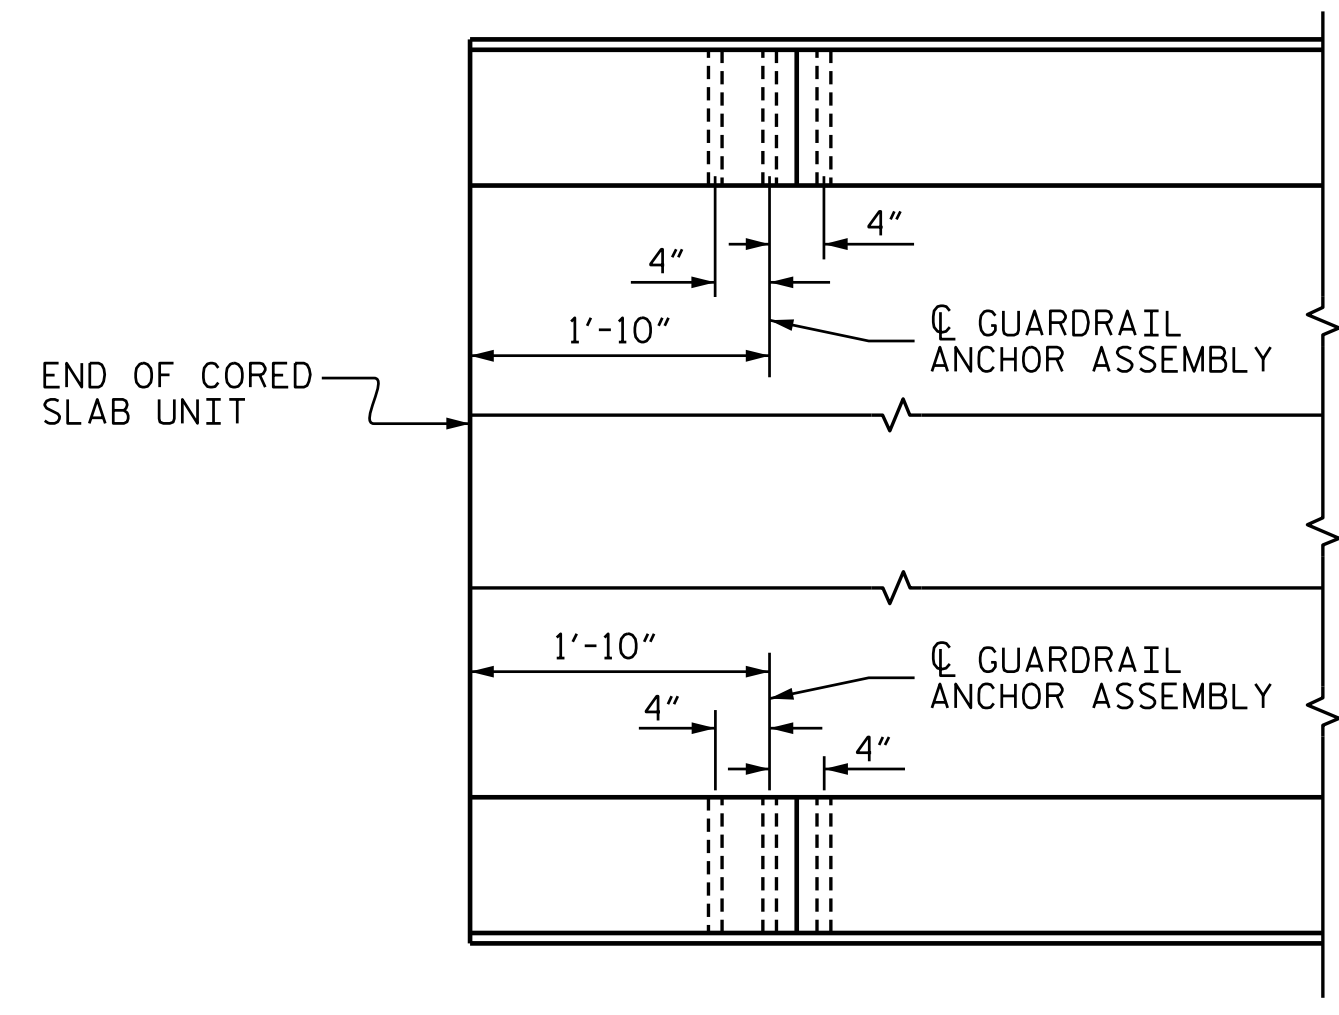 4"
4"
1'-10"
℄ GUARDRAIL
ANCHOR ASSEMBLY
END OF CORED
SLAB UNIT
1'-10"
℄ GUARDRAIL
ANCHOR ASSEMBLY
4"
4"